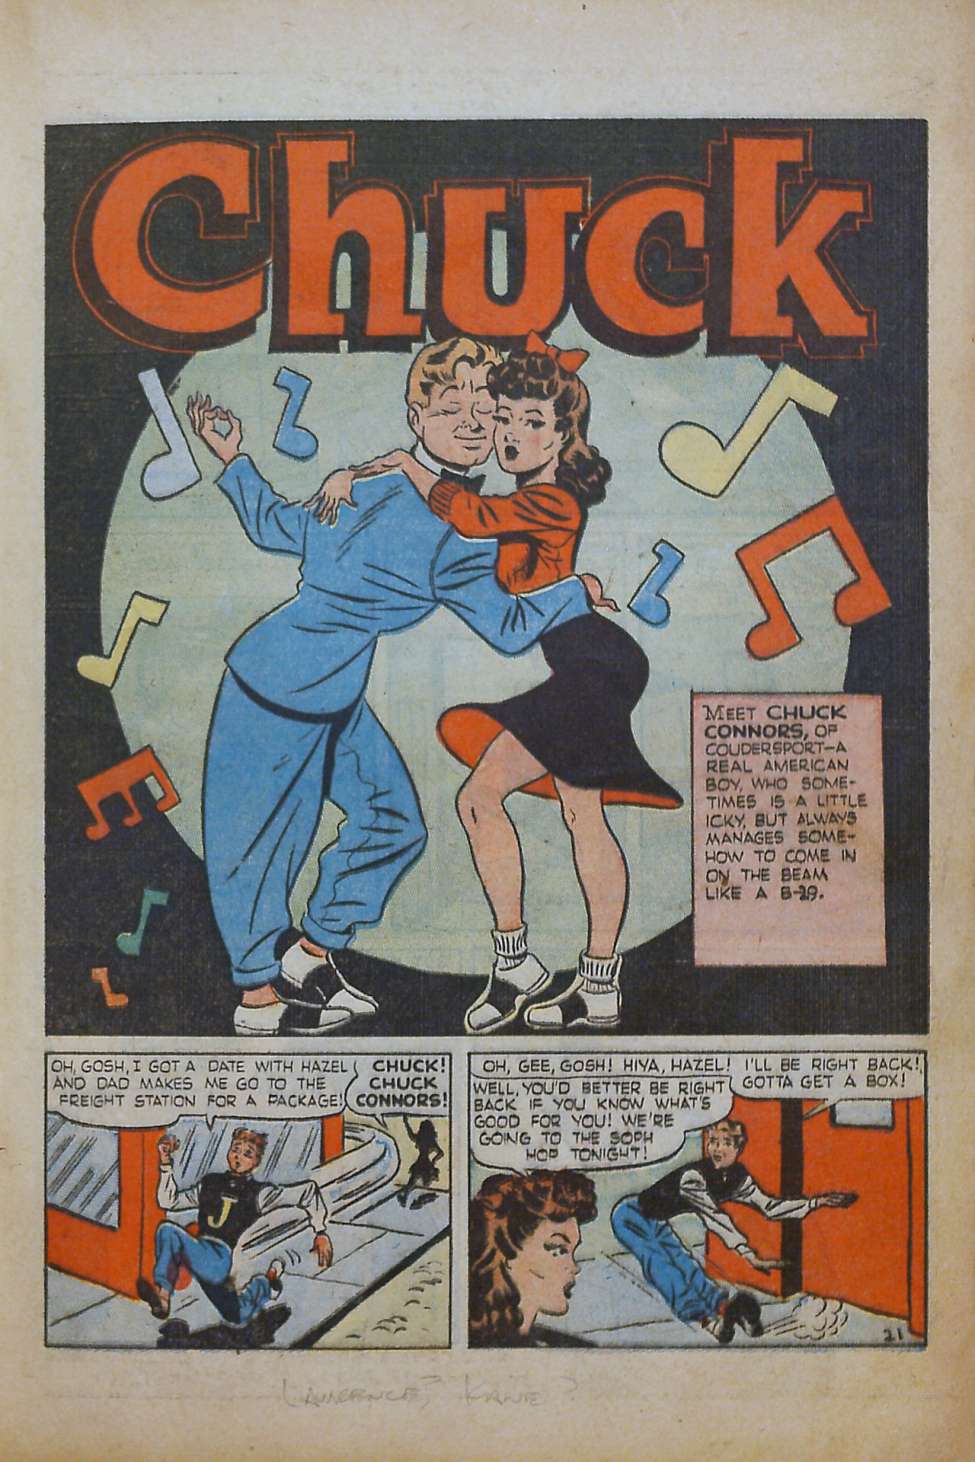 Chuck
MEET CHUCK
CONNORS, OF
COUDERSPORT—A
REAL AMERICAN
BOY, WHO SOME-
TIMES IS A LITTLE
ICKY, BUT ALWAYS
MANAGES SOME-
HOW TO COME IN
ON THE BEAM
LIKE A B-29.
OH, GOSH, I GOT A DATE WITH HAZEL
AND DAD MAKES ME GO TO THE
FREIGHT STATION FOR A PACKAGE!
CHUCK!
CHUCK
CONNORS!
OH, GEE, GOSH! HIYA, HAZEL! I'LL BE RIGHT BACK!
GOTTA GET A BOX!
WELL, YOU'D BETTER BE RIGHT
BACK IF YOU KNOW WHAT'S
GOOD FOR YOU! WE'RE
GOING TO THE SOPH
HOP TONIGHT!
J
21
LAWRENCE? KANE?